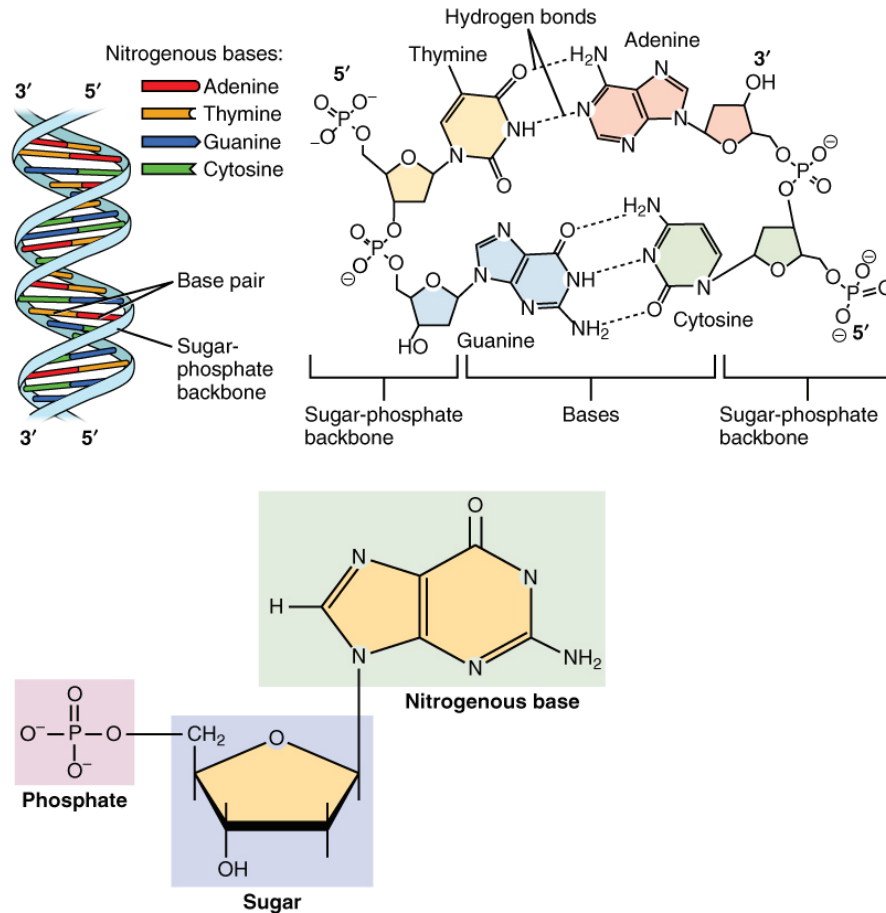 Hydrogen bonds
Nitrogenous bases:
Adenine
Thymine
Guanine
Cytosine
3′ 5′
Base pair
Sugar-
phosphate
backbone
3′ 5′
5′
Thymine
Adenine
3′
O
H₂N
N
N
OH
O⁻
P
O
⁻O
O
O
NH
N
N
N
O
O
O
N
O
O
P
O
⊖
O
O
P
O
⊖
O
O
H₂N
N
O
N
N
NH
N
NH₂
O
N
O
O
P
O
O
⊖
⊖
5′
HO
Guanine
Cytosine
Sugar-phosphate
backbone
Bases
Sugar-phosphate
backbone
O
N
N
H
N
N
NH₂
Nitrogenous base
O
O⁻
P
O
CH₂
O⁻
O
Phosphate
OH
Sugar